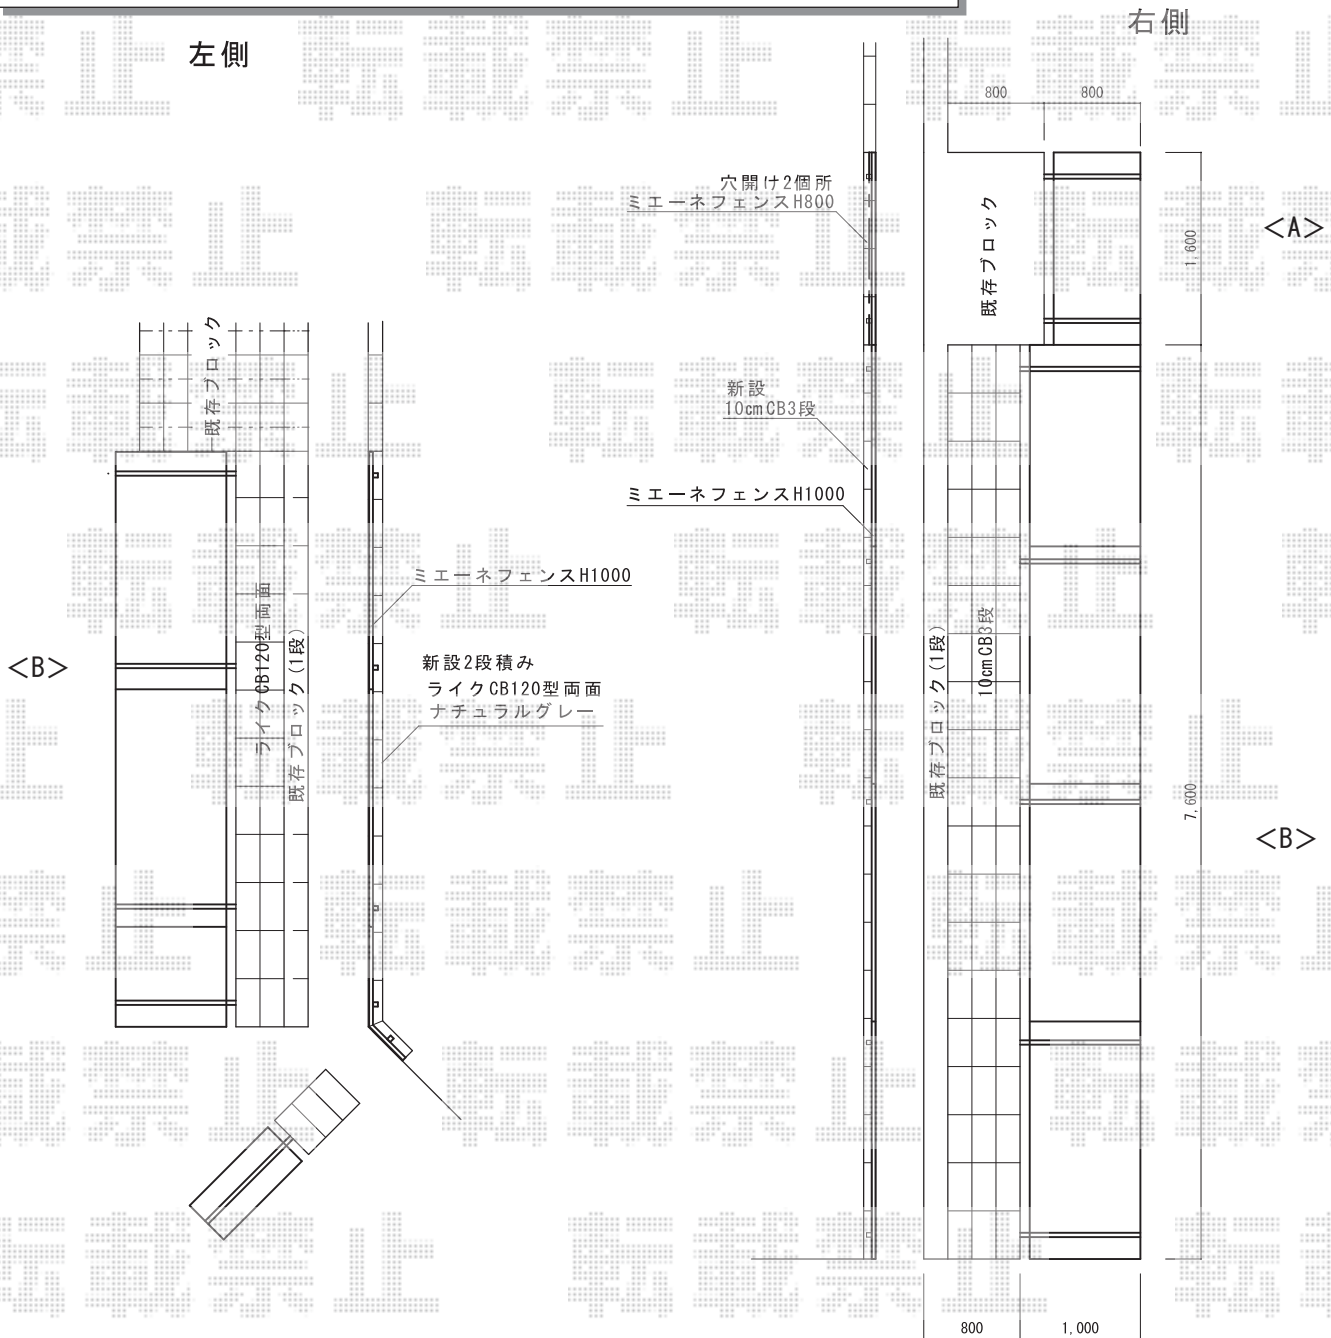 左側
右側
800
800
穴開け2個所
ミエーネフェンスH800
既存ブロック
1,600
<A>
既存ブロック
新設
10cmCB3段
ミエーネフェンスH1000
ミエーネフェンスH1000
ライクCB120型両面
既存ブロック(1段)
<B>
新設2段積み
ライクCB120型両面
ナチュラルグレー
既存ブロック(1段)
10cmCB3段
7,600
<B>
800
1,000
転載禁止